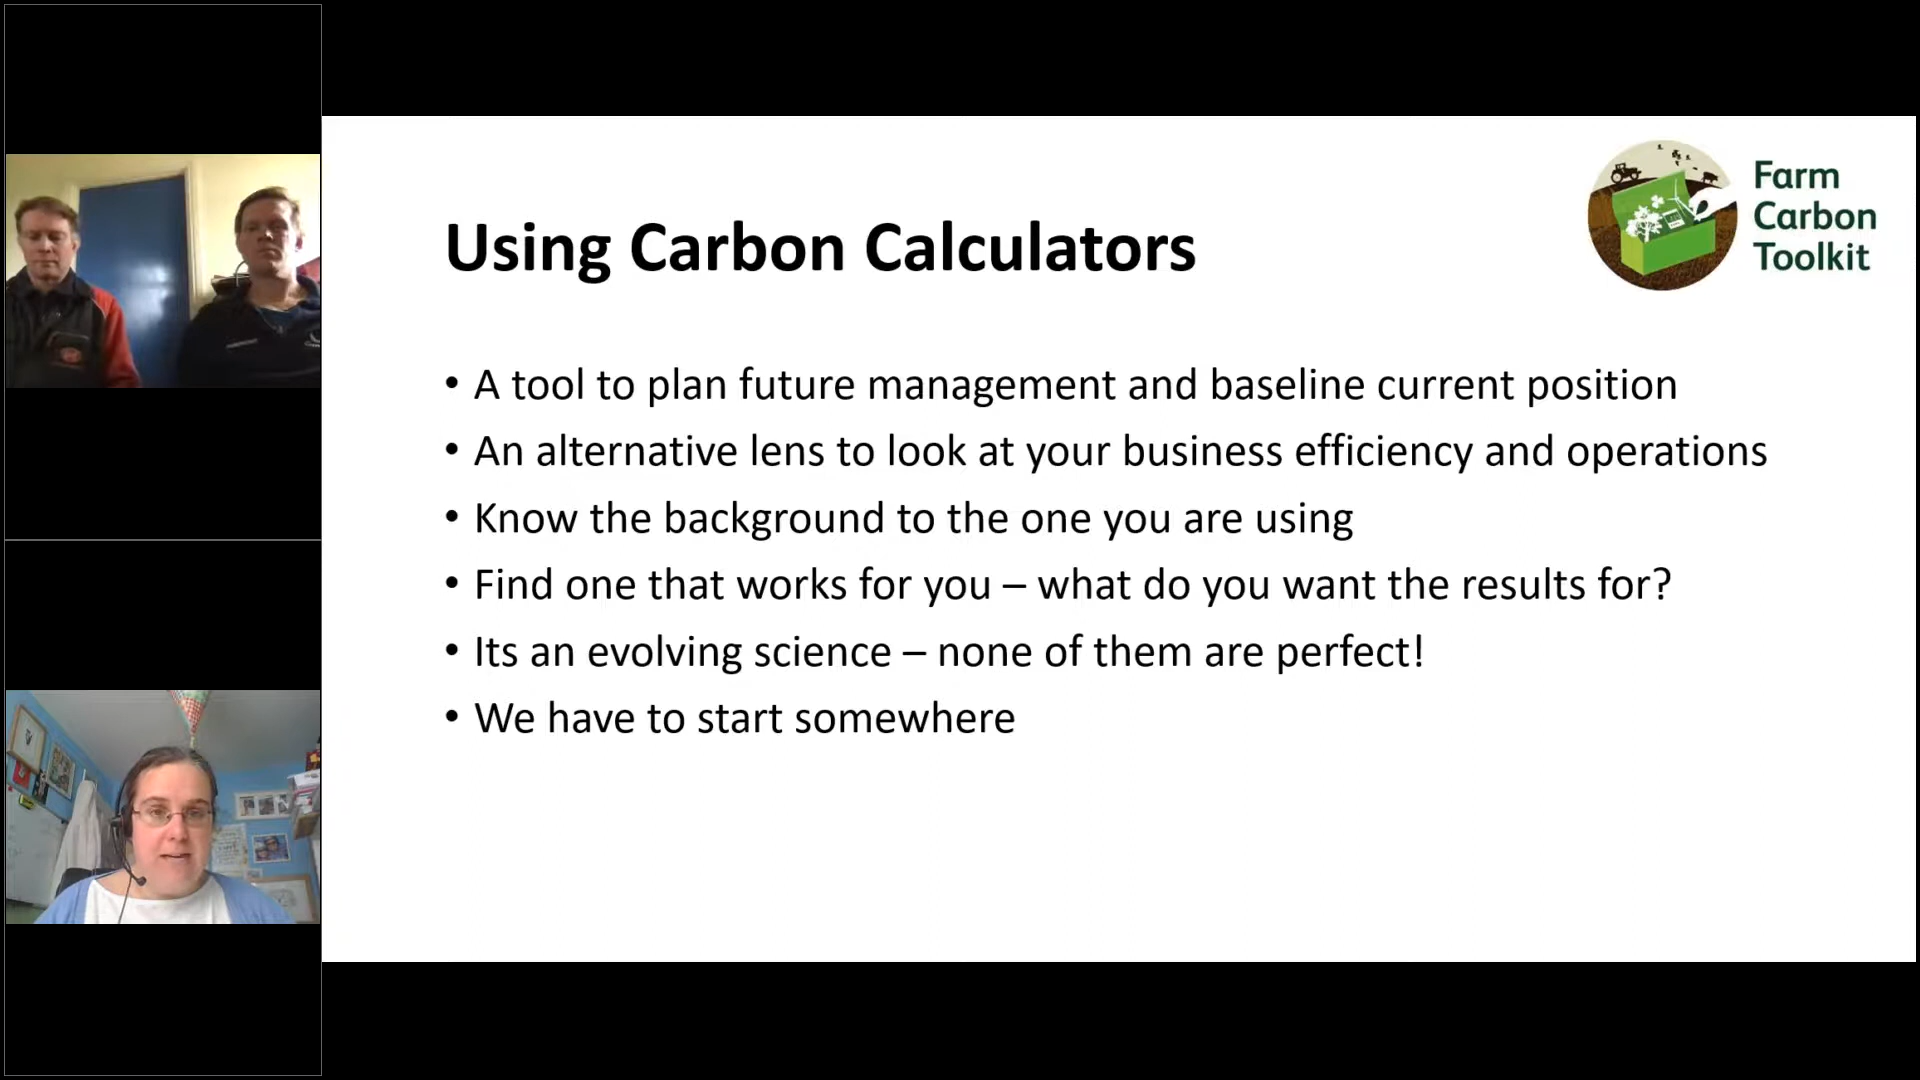 Using Carbon Calculators
Farm
Carbon
Toolkit
• A tool to plan future management and baseline current position
• An alternative lens to look at your business efficiency and operations
• Know the background to the one you are using
• Find one that works for you – what do you want the results for?
• Its an evolving science – none of them are perfect!
• We have to start somewhere